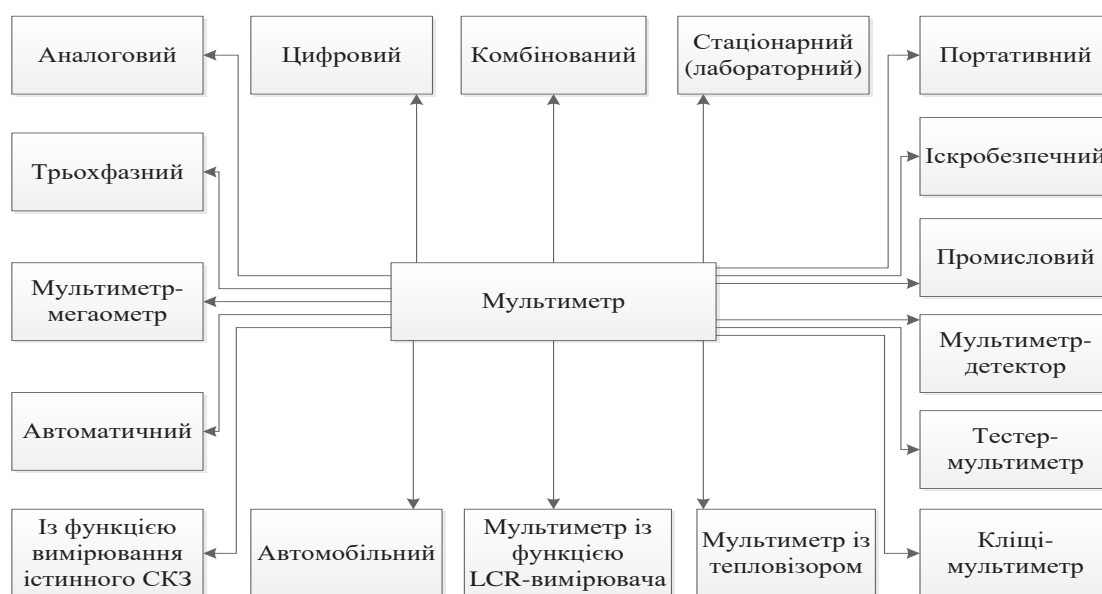 Аналоговий
Цифровий
Комбінований
Стаціонарний
(лабораторний)
Портативний
Трьохфазний
Іскробезпечний
Промисловий
Мультиметр-
мегаометр
Мультиметр
Мультиметр-
детектор
Автоматичний
Тестер-
мультиметр
Із функцією
вимірювання
істинного СКЗ
Автомобільний
Мультиметр із
функцією
LCR-вимірювача
Мультиметр із
тепловізором
Кліщі-
мультиметр